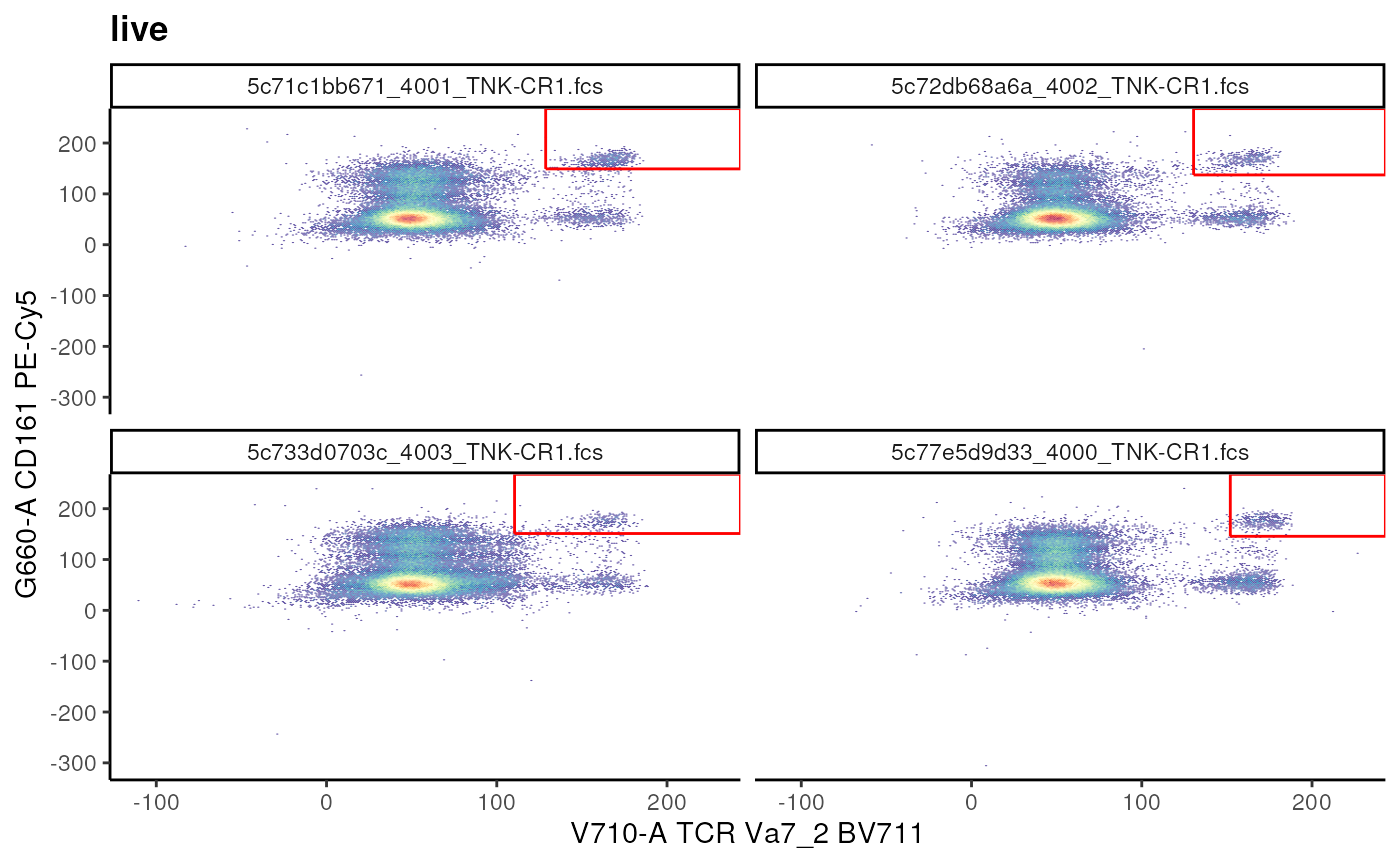 live
5c71c1bb671_4001_TNK-CR1.fcs
5c72db68a6a_4002_TNK-CR1.fcs
200
100
0
-100
-200
-300
5c733d0703c_4003_TNK-CR1.fcs
5c77e5d9d33_4000_TNK-CR1.fcs
200
100
0
-100
-200
-300
G660-A CD161 PE-Cy5
-100 0 100 200 -100 0 100 200
V710-A TCR Va7_2 BV711